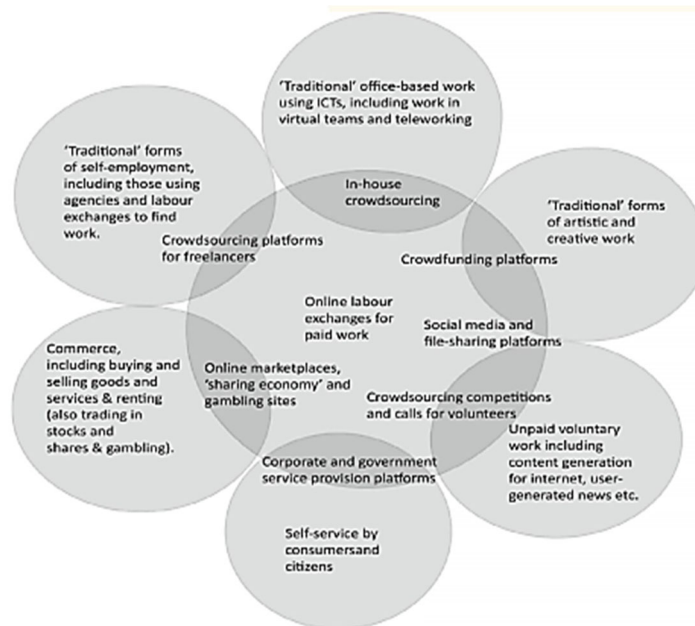 'Traditional' office-based work
using ICTs, including work in
virtual teams and teleworking
'Traditional' forms
of self-employment,
including those using
agencies and labour
exchanges to find
work.
In-house
crowdsourcing
'Traditional' forms
of artistic and
creative work
Crowdsourcing platforms
for freelancers
Crowdfunding platforms
Online labour
exchanges for
paid work
Social media and
file-sharing platforms
Commerce,
including buying and
selling goods and
services & renting
(also trading in
stocks and
shares & gambling).
Online marketplaces,
'sharing economy' and
gambling sites
Crowdsourcing competitions
and calls for volunteers
Unpaid voluntary
work including
content generation
for internet, user-
generated news etc.
Corporate and government
service provision platforms
Self-service by
consumersand
citizens